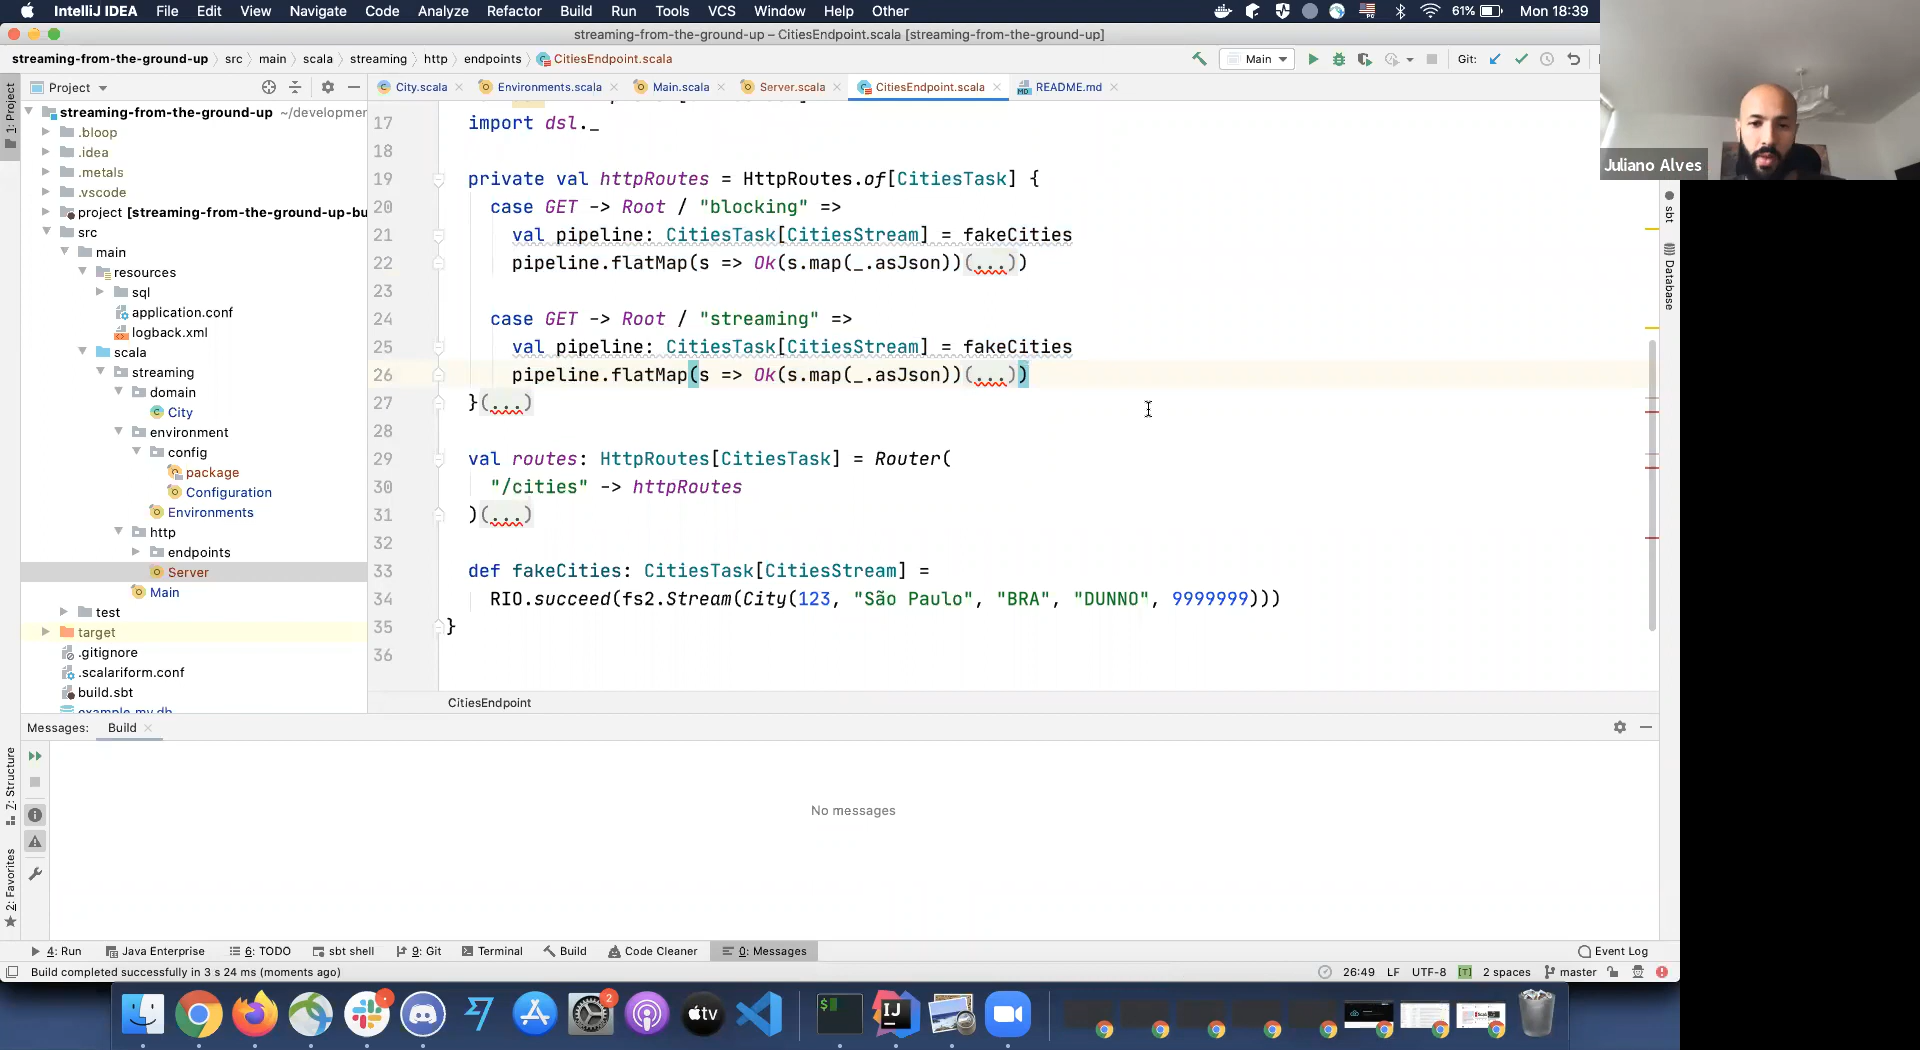 IntelliJ IDEA File Edit View Navigate Code Analyze Refactor Build Run Tools VCS Window Help Other 61% Mon 18:39
streaming-from-the-ground-up – CitiesEndpoint.scala [streaming-from-the-ground-up]
streaming-from-the-ground-up src main scala streaming http endpoints CitiesEndpoint.scala Main Git:
Project City.scala Environments.scala Main.scala Server.scala CitiesEndpoint.scala README.md
1: Project
streaming-from-the-ground-up ~/developmer
.bloop
.idea
.metals
.vscode
project [streaming-from-the-ground-up-bu
src
main
resources
sql
application.conf
logback.xml
scala
streaming
domain
City
environment
config
package
Configuration
Environments
http
endpoints
Server
Main
test
target
.gitignore
.scalariform.conf
build.sbt
example.my.db
17 import dsl._
18
19 private val httpRoutes = HttpRoutes.of[CitiesTask] {
20 case GET -> Root / "blocking" =>
21 val pipeline: CitiesTask[CitiesStream] = fakeCities
22 pipeline.flatMap(s => Ok(s.map(_.asJson))(...))
23
24 case GET -> Root / "streaming" =>
25 val pipeline: CitiesTask[CitiesStream] = fakeCities
26 pipeline.flatMap(s => Ok(s.map(_.asJson))(...))
27 }(...)
28
29 val routes: HttpRoutes[CitiesTask] = Router(
30 "/cities" -> httpRoutes
31 )(...)
32
33 def fakeCities: CitiesTask[CitiesStream] =
34 RIO.succeed(fs2.Stream(City(123, "São Paulo", "BRA", "DUNNO", 9999999)))
35 }
36
CitiesEndpoint
sbt
Database
Juliano Alves
Messages: Build
No messages
Z: Structure
2: Favorites
4: Run Java Enterprise 6: TODO sbt shell 9: Git Terminal Build Code Cleaner 0: Messages Event Log
Build completed successfully in 3 s 24 ms (moments ago) 26:49 LF UTF-8 [T] 2 spaces master
2
tv
$
IJ